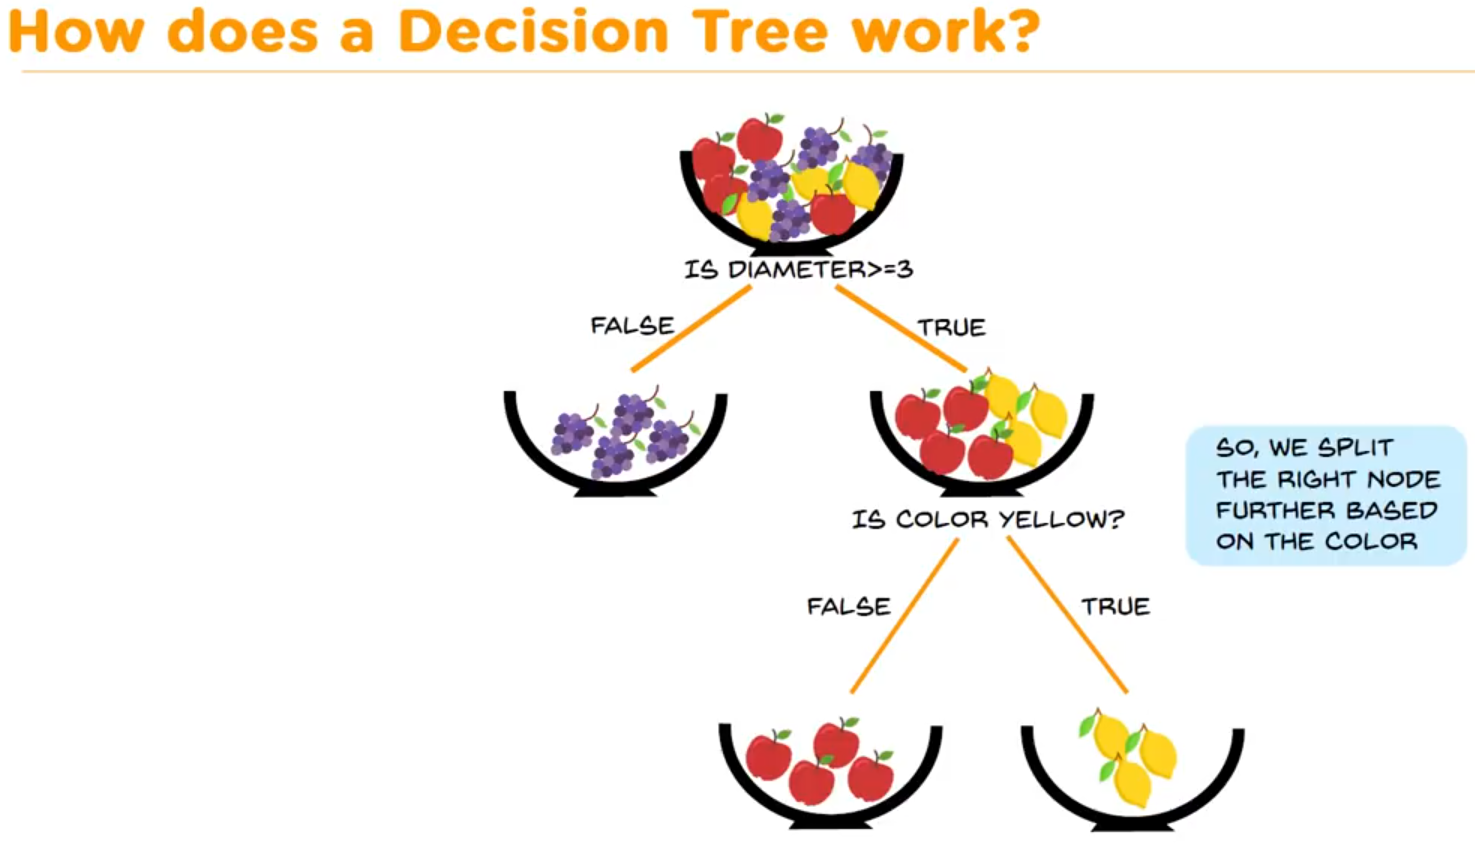 How does a Decision Tree work?
IS DIAMETER>=3
FALSE
TRUE
SO, WE SPLIT
THE RIGHT NODE
FURTHER BASED
ON THE COLOR
IS COLOR YELLOW?
FALSE
TRUE